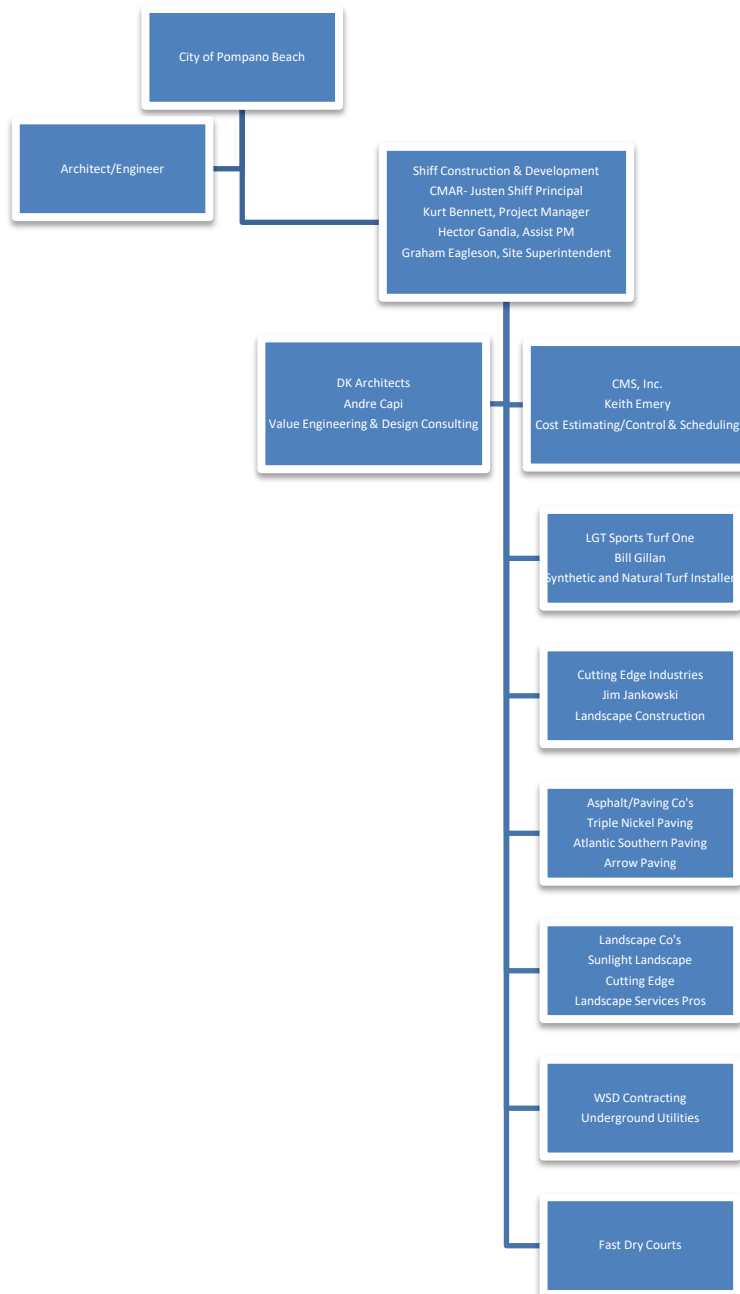 City of Pompano Beach
Architect/Engineer
Shiff Construction & Development
CMAR- Justen Shiff Principal
Kurt Bennett, Project Manager
Hector Gandia, Assist PM
Graham Eagleson, Site Superintendent
DK Architects
Andre Capi
Value Engineering & Design Consulting
CMS, Inc.
Keith Emery
Cost Estimating/Control & Scheduling
LGT Sports Turf One
Bill Gillan
Synthetic and Natural Turf Installer
Cutting Edge Industries
Jim Jankowski
Landscape Construction
Asphalt/Paving Co's
Triple Nickel Paving
Atlantic Southern Paving
Arrow Paving
Landscape Co's
Sunlight Landscape
Cutting Edge
Landscape Services Pros
WSD Contracting
Underground Utilities
Fast Dry Courts